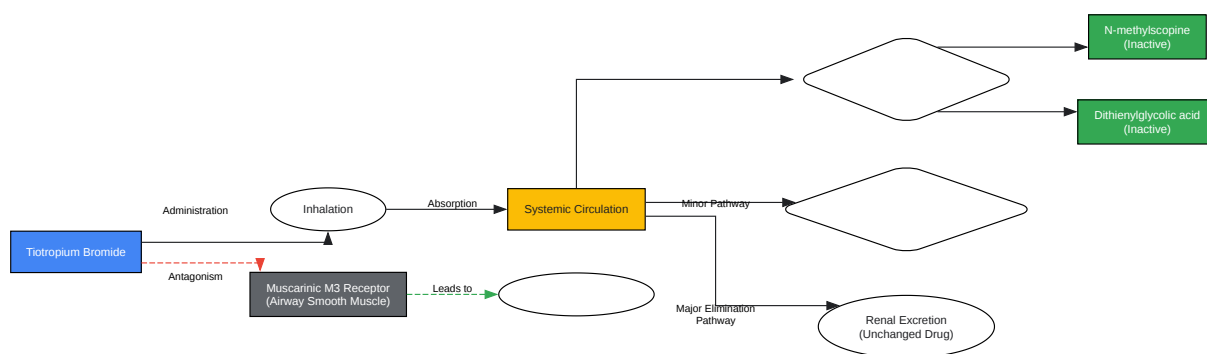 N-methylscopine
(Inactive)
Dithienylglycolic acid
(Inactive)
Administration
Inhalation
Absorption
Systemic Circulation
Minor Pathway
Tiotropium Bromide
Antagonism
Muscarinic M3 Receptor
(Airway Smooth Muscle)
Leads to
Major Elimination
Pathway
Renal Excretion
(Unchanged Drug)